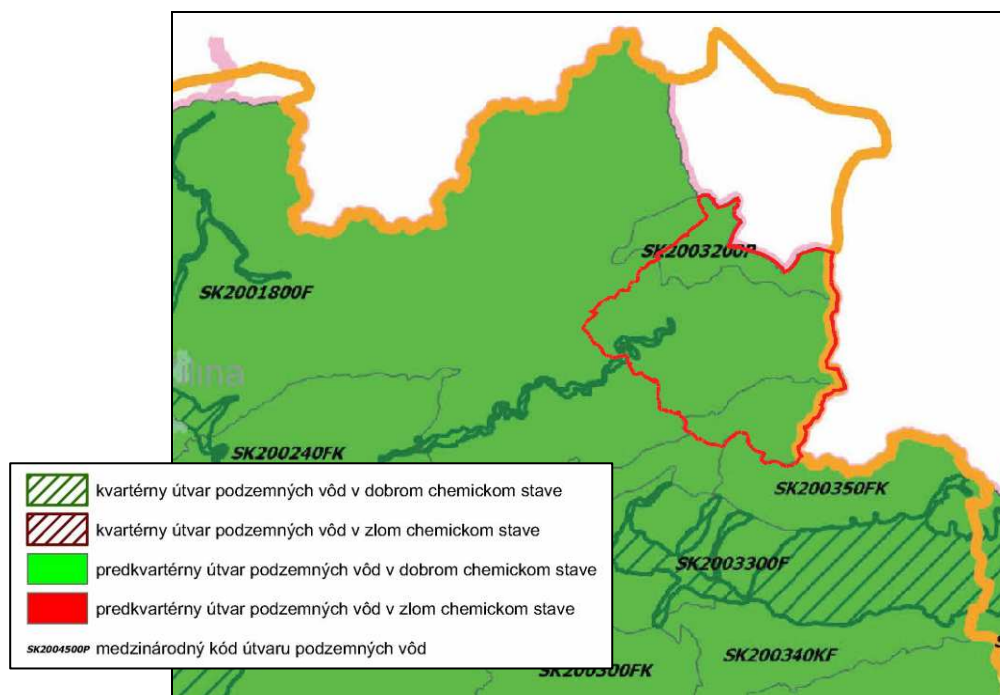 SK2003200P
SK2001800F
lina
SK200240FK
SK200350FK
SK2003300F
SK200340KF
SK200300FK
kvartérny útvar podzemných vôd v dobrom chemickom stave
kvartérny útvar podzemných vôd v zlom chemickom stave
predkvartérny útvar podzemných vôd v dobrom chemickom stave
predkvartérny útvar podzemných vôd v zlom chemickom stave
SK2004500P medzinárodný kód útvaru podzemných vôd